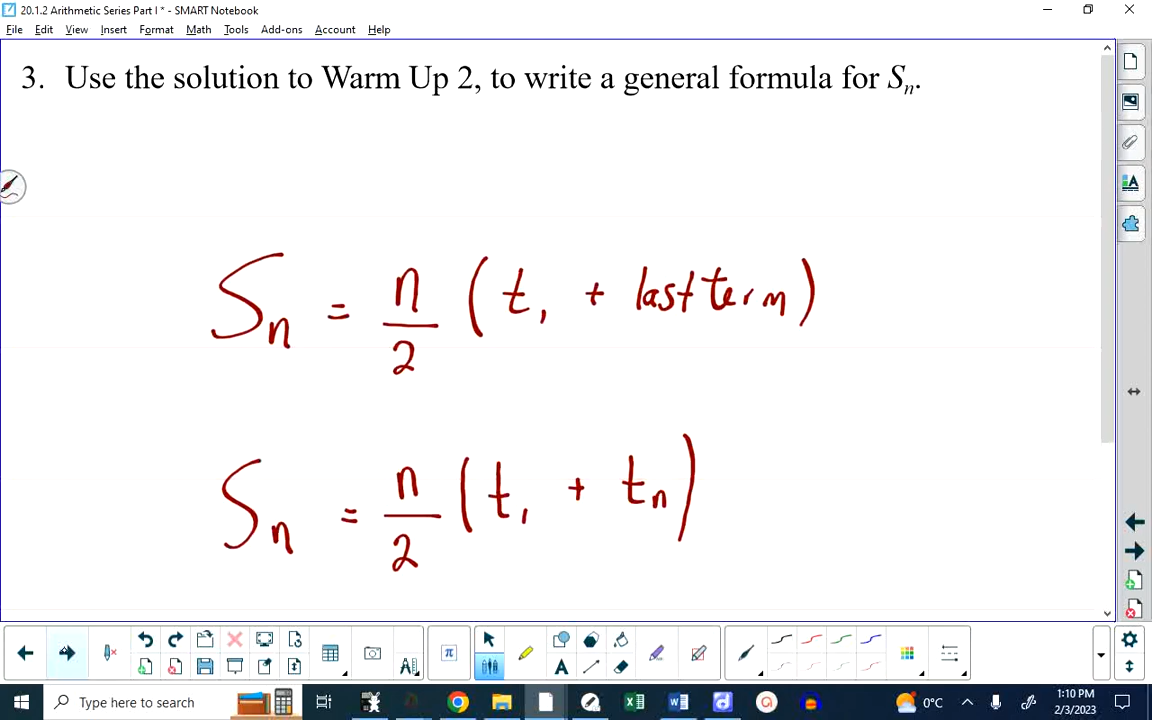 20.1.2 Arithmetic Series Part I * - SMART Notebook
File Edit View Insert Format Math Tools Add-ons Account Help
3. Use the solution to Warm Up 2, to write a general formula for Sₙ.
Sₙ = n/2 (t₁ + last term)
Sₙ = n/2 (t₁ + tₙ)
π
A
Type here to search
0°C
1:10 PM
2/3/2023